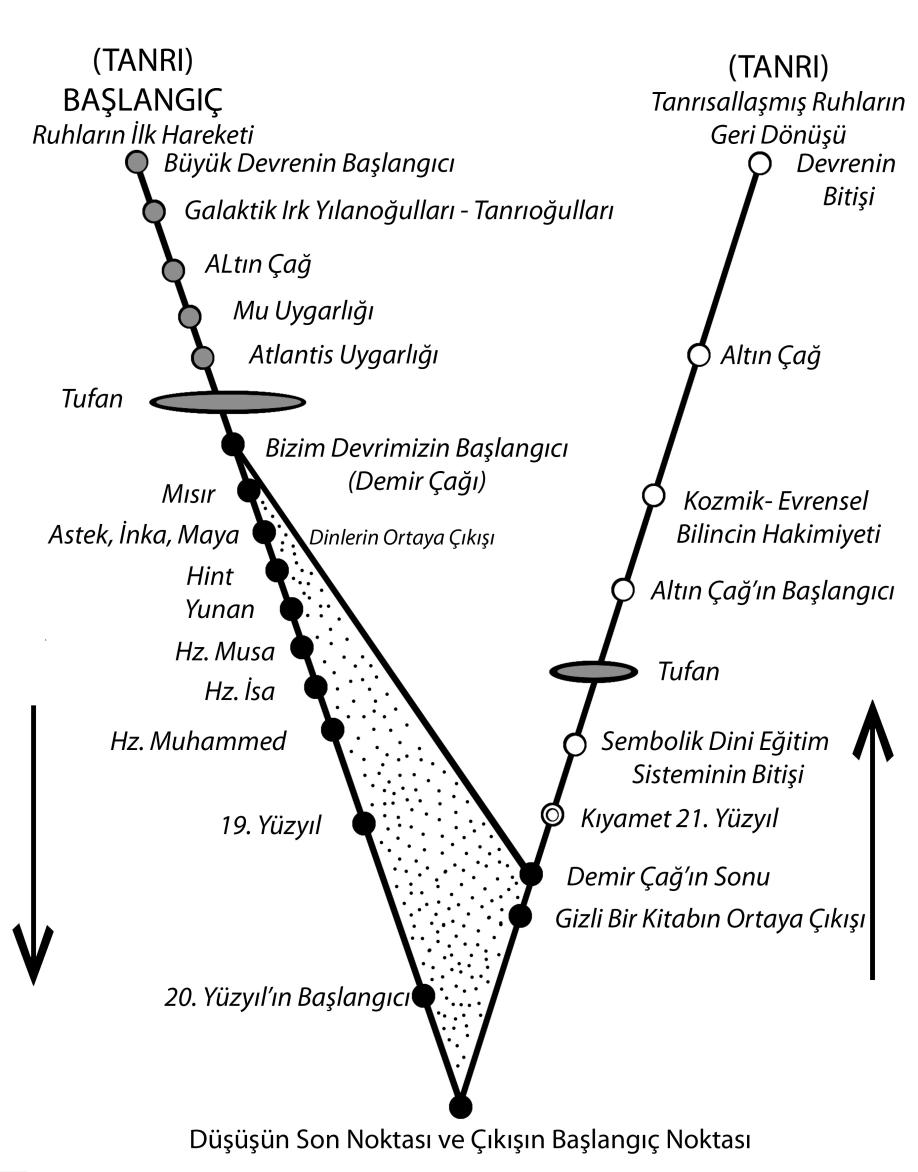 (TANRI)
BAŞLANGIÇ
Ruhların İlk Hareketi
Büyük Devrenin Başlangıcı
Galaktik Irk Yılanoğulları - Tanrıoğulları
ALtın Çağ
Mu Uygarlığı
Atlantis Uygarlığı
Tufan
Bizim Devrimizin Başlangıcı
(Demir Çağı)
Mısır
Astek, İnka, Maya
Dinlerin Ortaya Çıkışı
Hint
Yunan
Hz. Musa
Hz. İsa
Hz. Muhammed
19. Yüzyıl
20. Yüzyıl’ın Başlangıcı
Düşüşün Son Noktası ve Çıkışın Başlangıç Noktası
(TANRI)
Tanrısallaşmış Ruhların
Geri Dönüşü
Devrenin
Bitişi
Altın Çağ
Kozmik- Evrensel
Bilincin Hakimiyeti
Altın Çağ’ın Başlangıcı
Tufan
Sembolik Dini Eğitim
Sisteminin Bitişi
Kıyamet 21. Yüzyıl
Demir Çağ’ın Sonu
Gizli Bir Kitabın Ortaya Çıkışı